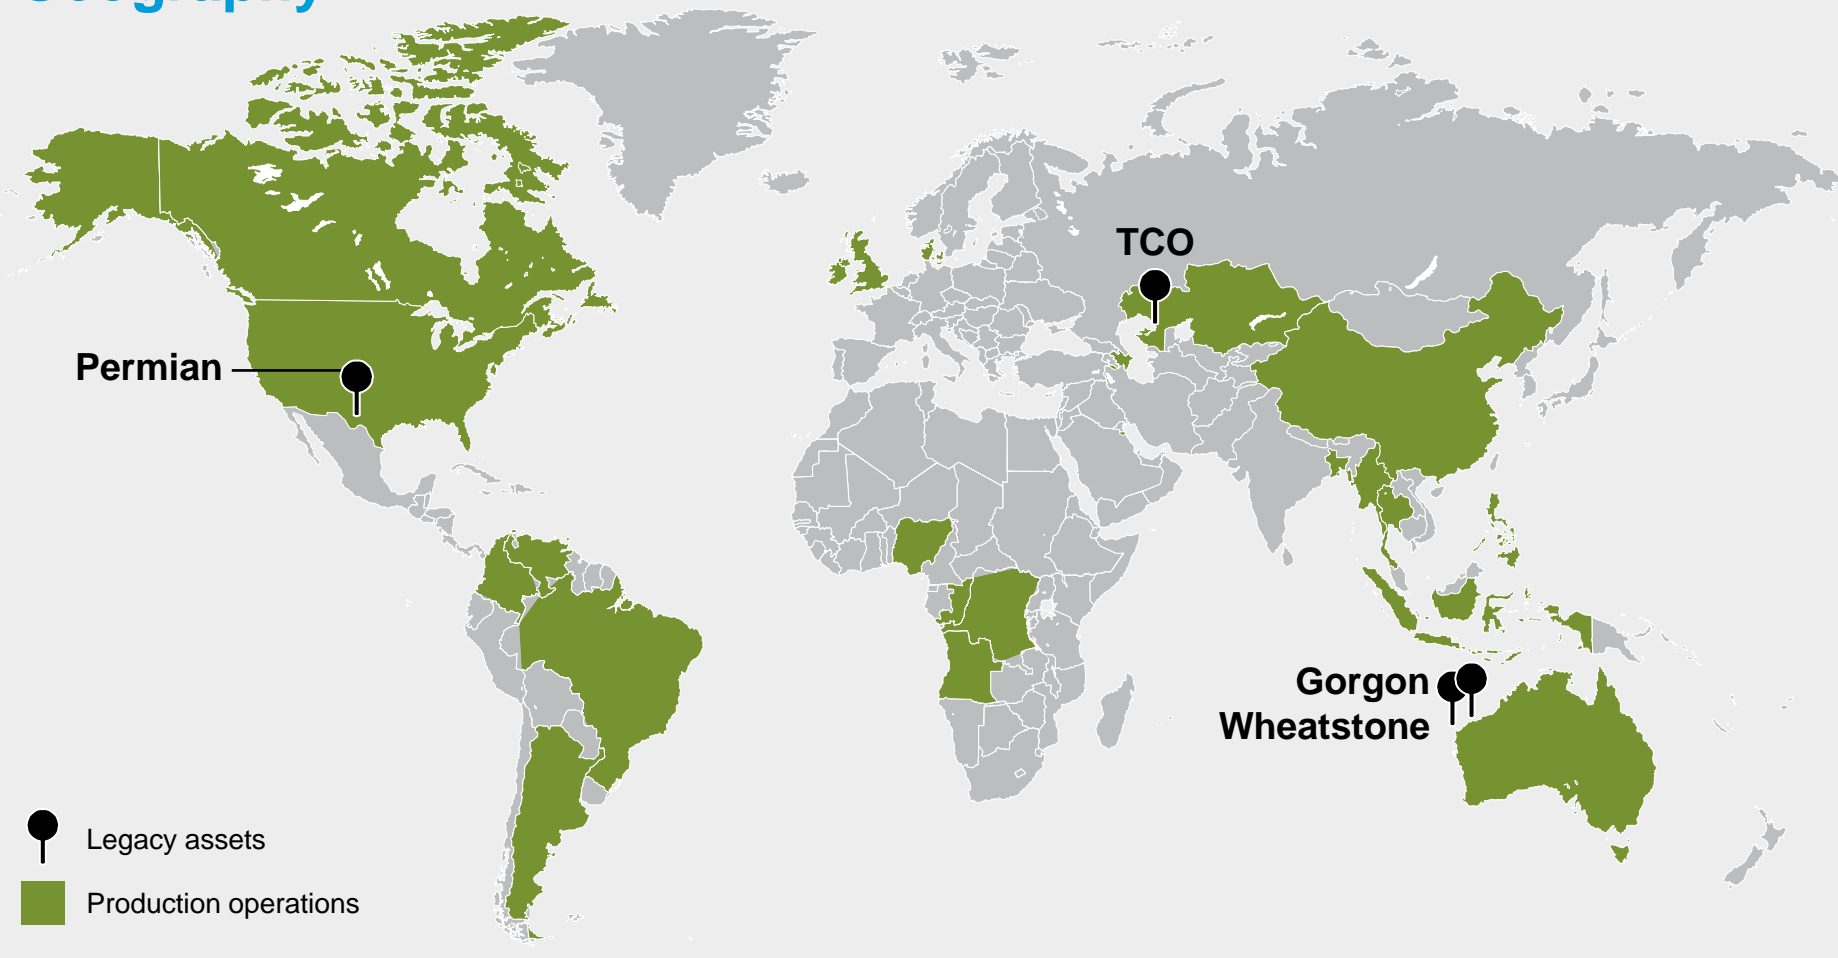 TCO
Permian
Gorgon
Wheatstone
Legacy assets
Production operations